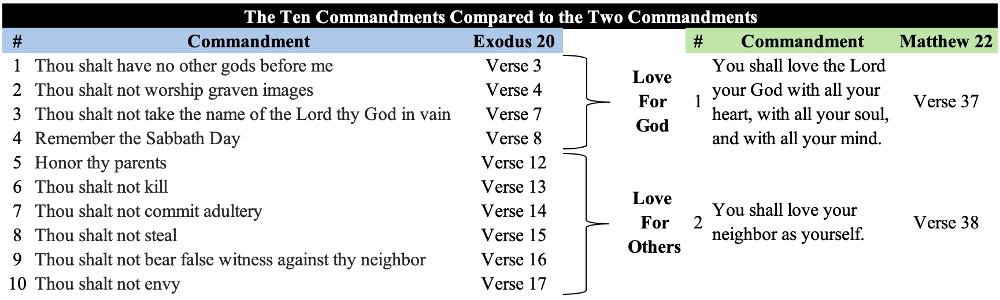 The Ten Commandments Compared to the Two Commandments
# Commandment Exodus 20
1 Thou shalt have no other gods before me Verse 3
2 Thou shalt not worship graven images Verse 4
3 Thou shalt not take the name of the Lord thy God in vain Verse 7
4 Remember the Sabbath Day Verse 8
5 Honor thy parents Verse 12
6 Thou shalt not kill Verse 13
7 Thou shalt not commit adultery Verse 14
8 Thou shalt not steal Verse 15
9 Thou shalt not bear false witness against thy neighbor Verse 16
10 Thou shalt not envy Verse 17
Love
For
God
Love
For
Others
# Commandment Matthew 22
You shall love the Lord
your God with all your
1 heart, with all your soul, Verse 37
and with all your mind.
2 You shall love your Verse 38
neighbor as yourself.